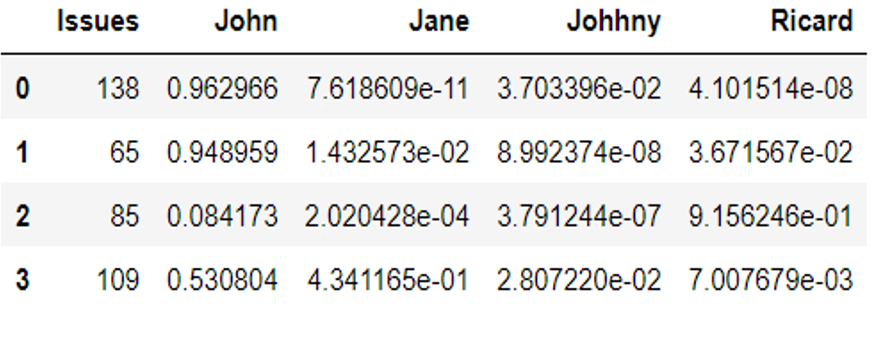 Issues John Jane Johhny Ricard
0 138 0.962966 7.618609e-11 3.703396e-02 4.101514e-08
1 65 0.948959 1.432573e-02 8.992374e-08 3.671567e-02
2 85 0.084173 2.020428e-04 3.791244e-07 9.156246e-01
3 109 0.530804 4.341165e-01 2.807220e-02 7.007679e-03